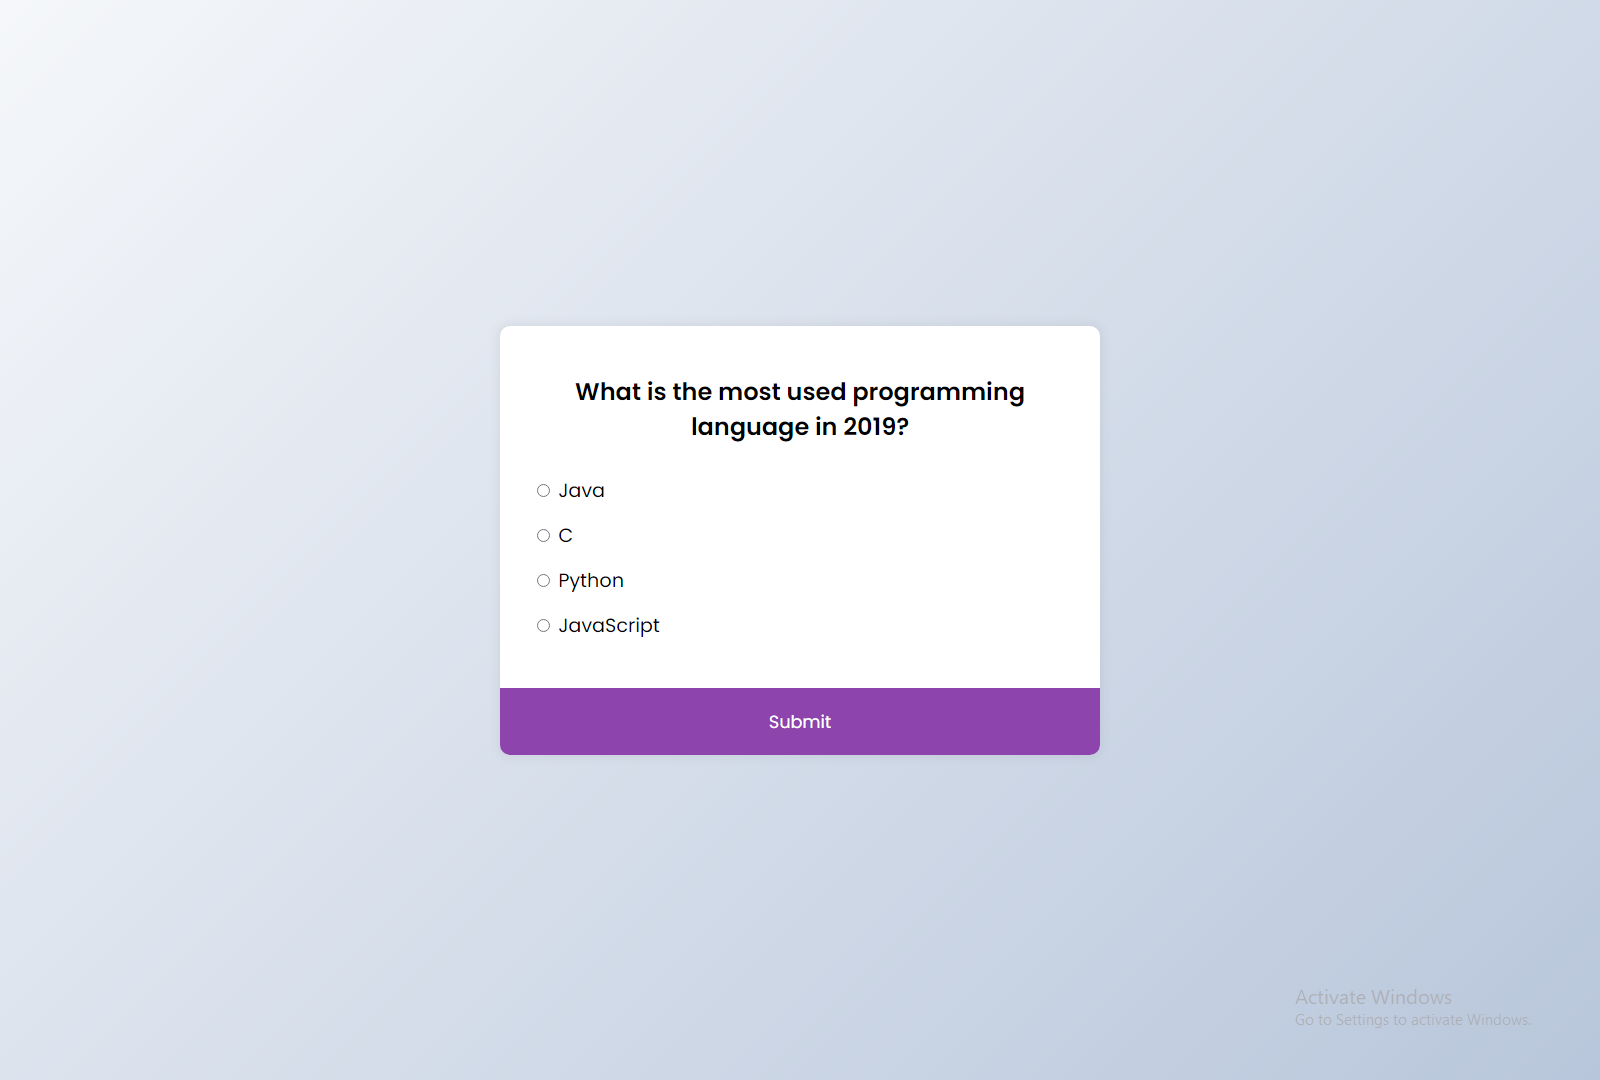 What is the most used programming
language in 2019?
Java
C
Python
JavaScript
Submit
Activate Windows
Go to Settings to activate Windows.